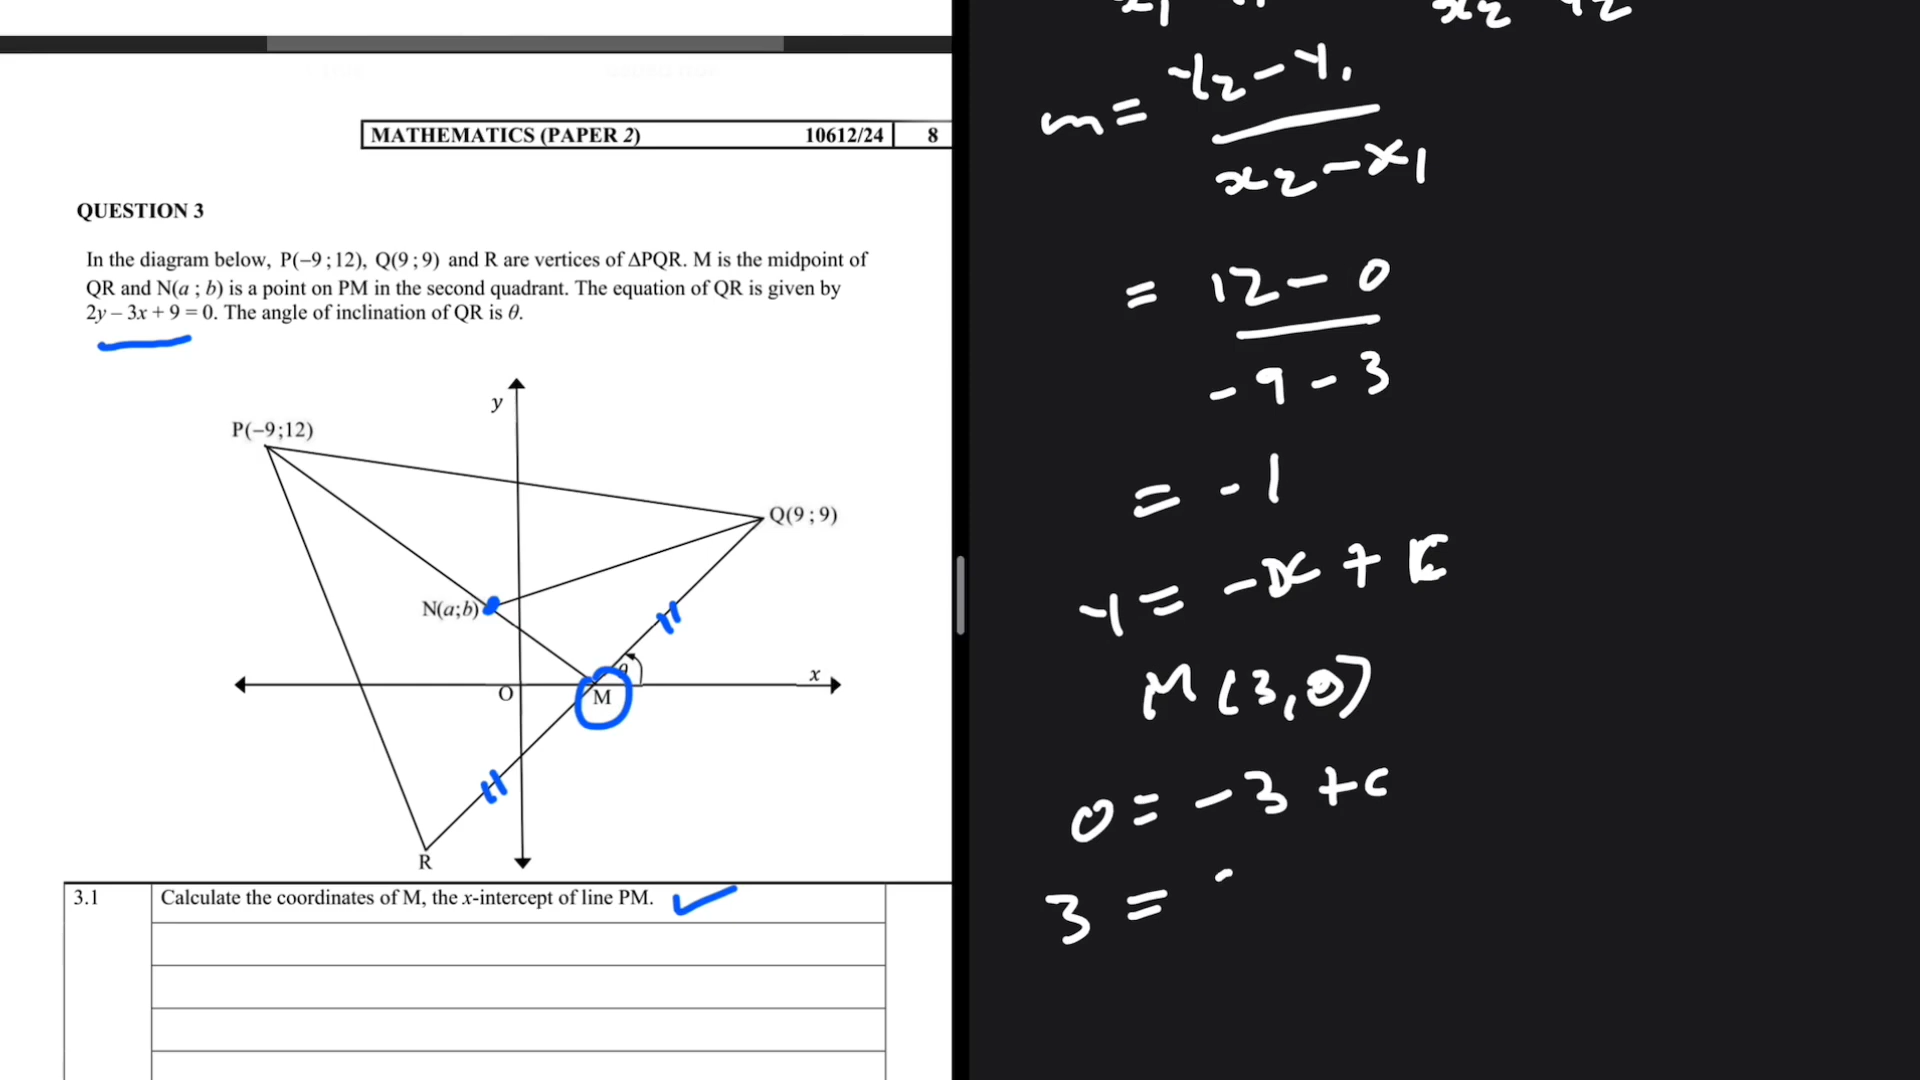 MATHEMATICS (PAPER 2) 10612/24 8
QUESTION 3
In the diagram below, P(–9 ; 12), Q(9 ; 9) and R are vertices of ΔPQR. M is the midpoint of
QR and N(a ; b) is a point on PM in the second quadrant. The equation of QR is given by
2y – 3x + 9 = 0. The angle of inclination of QR is θ.
y
P(–9;12)
Q(9 ; 9)
N(a;b)
θ
x
O
M
R
3.1 Calculate the coordinates of M, the x-intercept of line PM.
x1 x2 y2
m = y2 - y1
x2 - x1
= 12 - 0
-9 - 3
= -1
y = -x + c
M (3,0)
0 = -3 + c
3 =